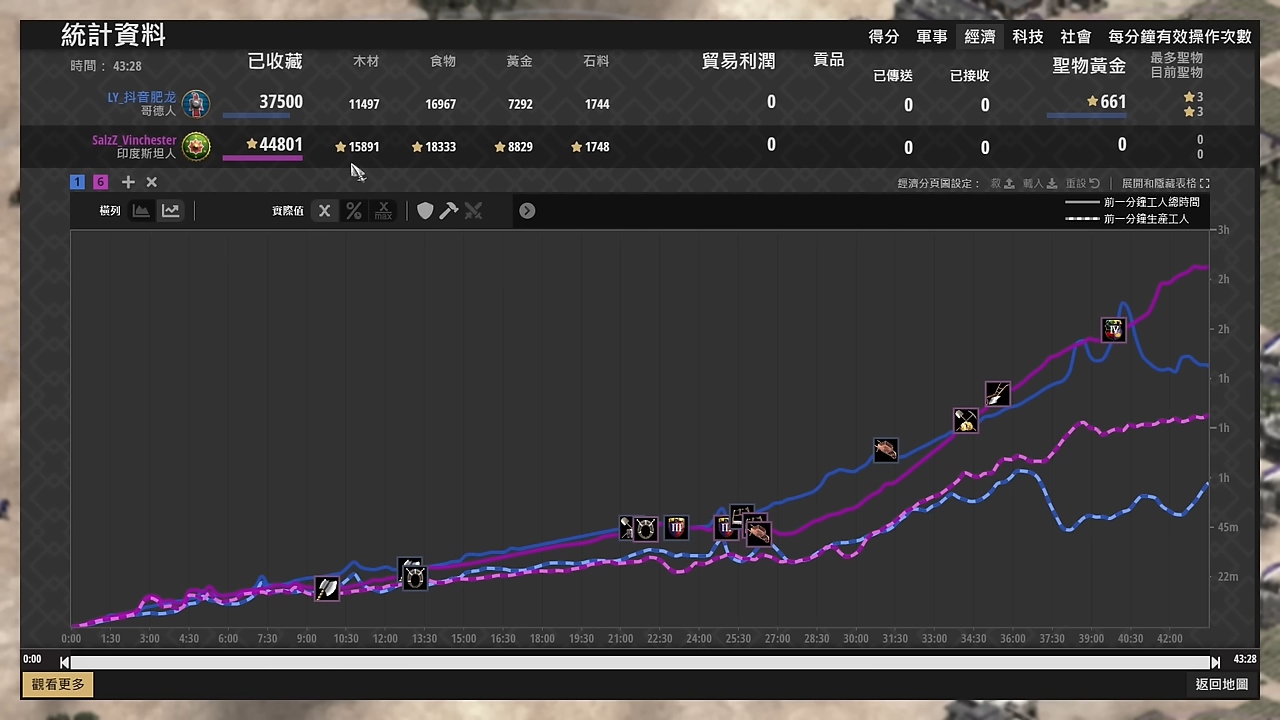 統計資料
得分 軍事 經濟 科技 社會 每分鐘有效操作次數
時間： 43:28
已收藏 木材 食物 黃金 石料 貿易利潤 貢品 已傳送 已接收 聖物黃金 最多聖物 目前聖物
LY_抖音肥龙
哥德人
37500 11497 16967 7292 1744 0 0 0 661 3 3
SalzZ_Vinchester
印度斯坦人
44801 15891 18333 8829 1748 0 0 0 0 0 0
1 6
經濟分頁圖設定： 載入 重設 展開和隱藏表格
橫列 實際值 X % X max
前一分鐘工人總時間
前一分鐘生產工人
3h
2h
2h
1h
1h
1h
45m
22m
III II IV
0:00 1:30 3:00 4:30 6:00 7:30 9:00 10:30 12:00 13:30 15:00 16:30 18:00 19:30 21:00 22:30 24:00 25:30 27:00 28:30 30:00 31:30 33:00 34:30 36:00 37:30 39:00 40:30 42:00
0:00 43:28
觀看更多 返回地圖